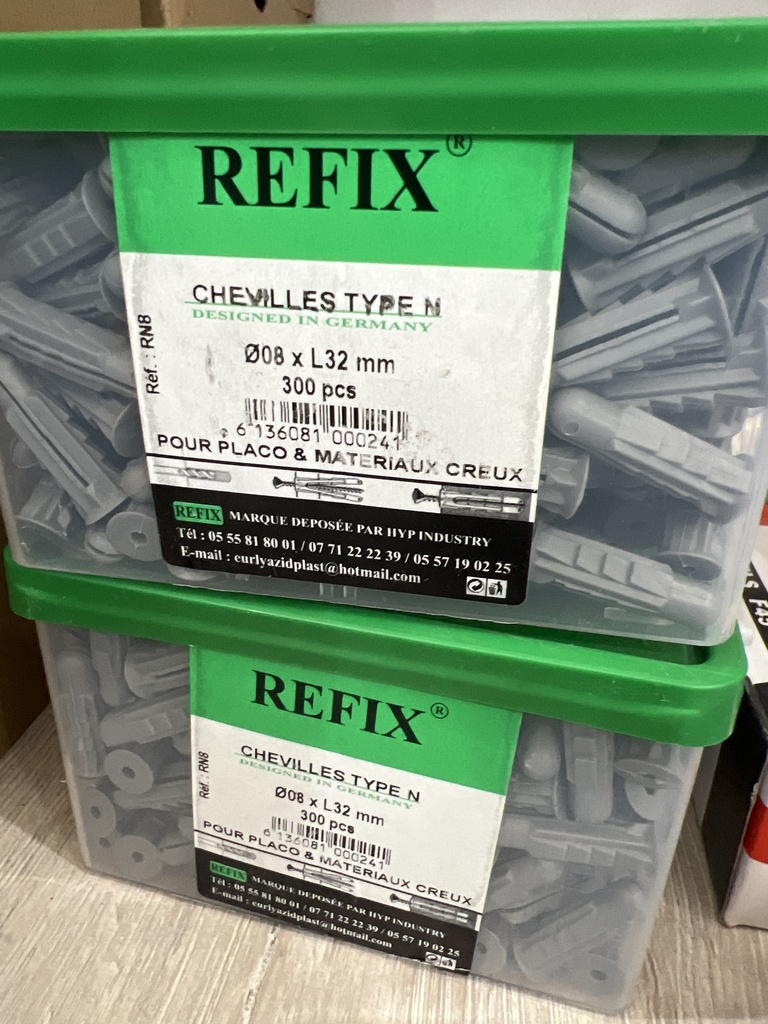 REFIX®
CHEVILLES TYPE N
DESIGNED IN GERMANY
Réf. : RN8
Ø08 x L32 mm
300 pcs
6 136081 000241
POUR PLACO & MATERIAUX CREUX
REFIX MARQUE DEPOSÉE PAR HYP INDUSTRY
Tél : 05 55 81 80 01 / 07 71 22 22 39 / 05 57 19 02 25
E-mail : curlyazidplast@hotmail.com
REFIX®
CHEVILLES TYPE N
DESIGNED IN GERMANY
Réf. : RN8
Ø08 x L32 mm
300 pcs
6 136081 000241
POUR PLACO & MATERIAUX CREUX
REFIX MARQUE DEPOSÉE PAR HYP INDUSTRY
Tél : 05 55 81 80 01 / 07 71 22 22 39 / 05 57 19 02 25
E-mail : curlyazidplast@hotmail.com